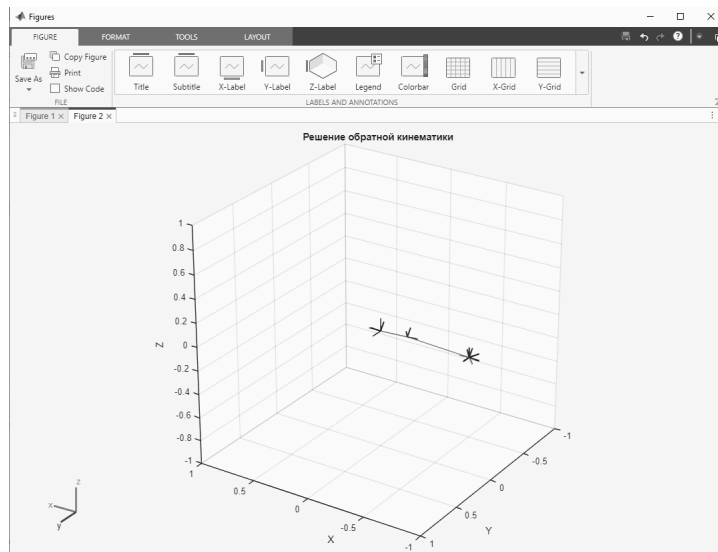 Figures
FIGURE FORMAT TOOLS LAYOUT
Save As
Copy Figure
Print
Show Code
FILE
Title Subtitle X-Label Y-Label Z-Label Legend Colorbar Grid X-Grid Y-Grid
LABELS AND ANNOTATIONS
Figure 1 × Figure 2 ×
Решение обратной кинематики
1
0.8
0.6
0.4
0.2
0
-0.2
-0.4
-0.6
-0.8
-1
Z
1
0.5
0
-0.5
-1
X
1
0.5
0
-0.5
-1
Y
z
x
y